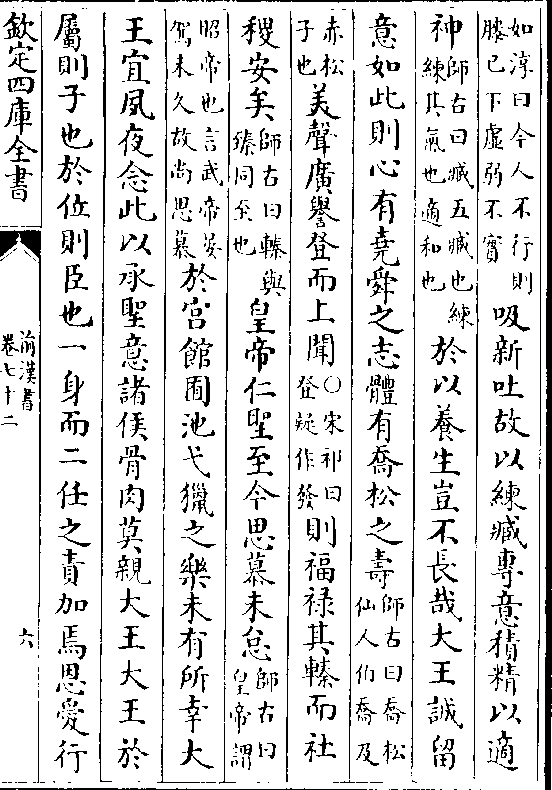 如淳曰今人不行則
膝已下虛弱不實
吸新吐故以練臧專意積精以適
神
師古曰臧五臧也練
練其氣也適和也
於以養生豈不長哉大王誠留
意如此則心有堯舜之志體有喬松之壽
師古曰喬松
仙人伯喬及
赤松
子也
美聲廣譽登而上聞
○宋祁曰
登疑作發
則福祿其轃而社
稷安矣
師古曰轃與
臻同至也
皇帝仁聖至今思慕未怠
師古曰
皇帝謂
昭帝也言武帝晏
駕未久故尚思慕
於宮館囿池弋獵之樂未有所幸大
王宜夙夜念此以承聖意諸侯骨肉莫親大王大王於
屬則子也於位則臣也一身而二任之責加焉恩愛行
欽定四庫全書
前漢書
卷七十二
六